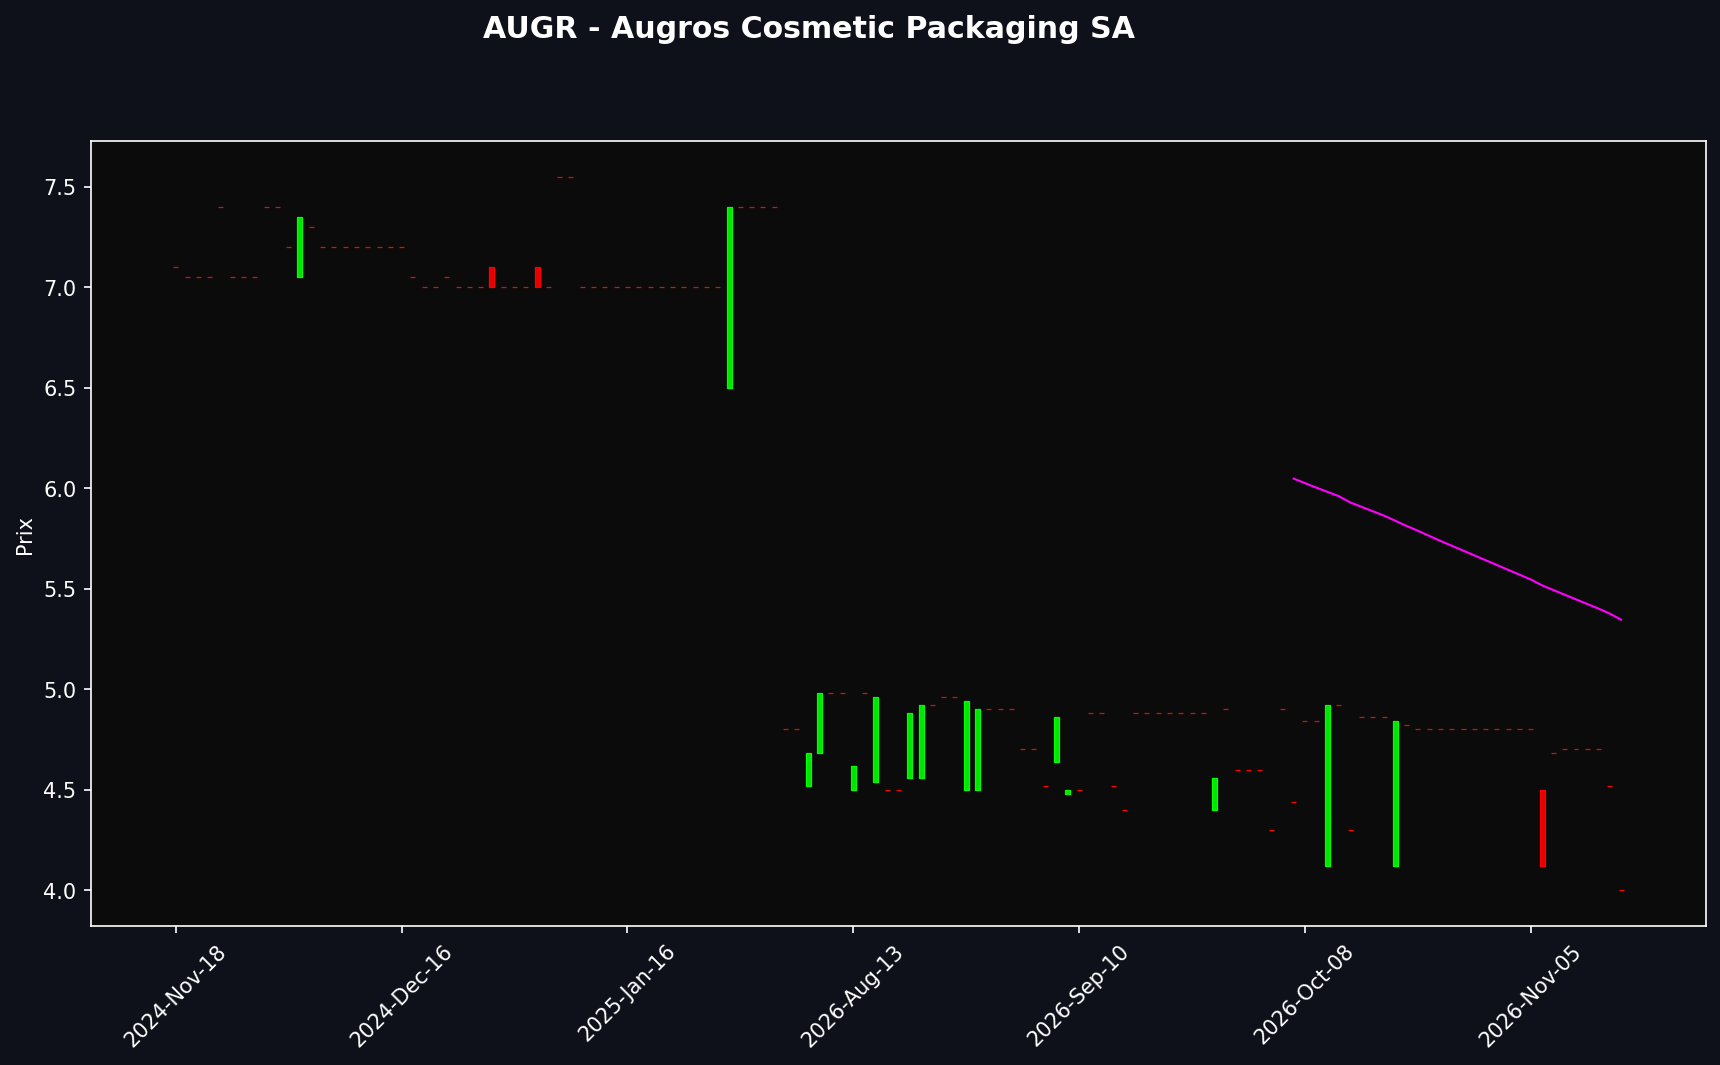 AUGR - Augros Cosmetic Packaging SA
Prix
7.5
7.0
6.5
6.0
5.5
5.0
4.5
4.0
2024-Nov-18
2024-Dec-16
2025-Jan-16
2026-Aug-13
2026-Sep-10
2026-Oct-08
2026-Nov-05